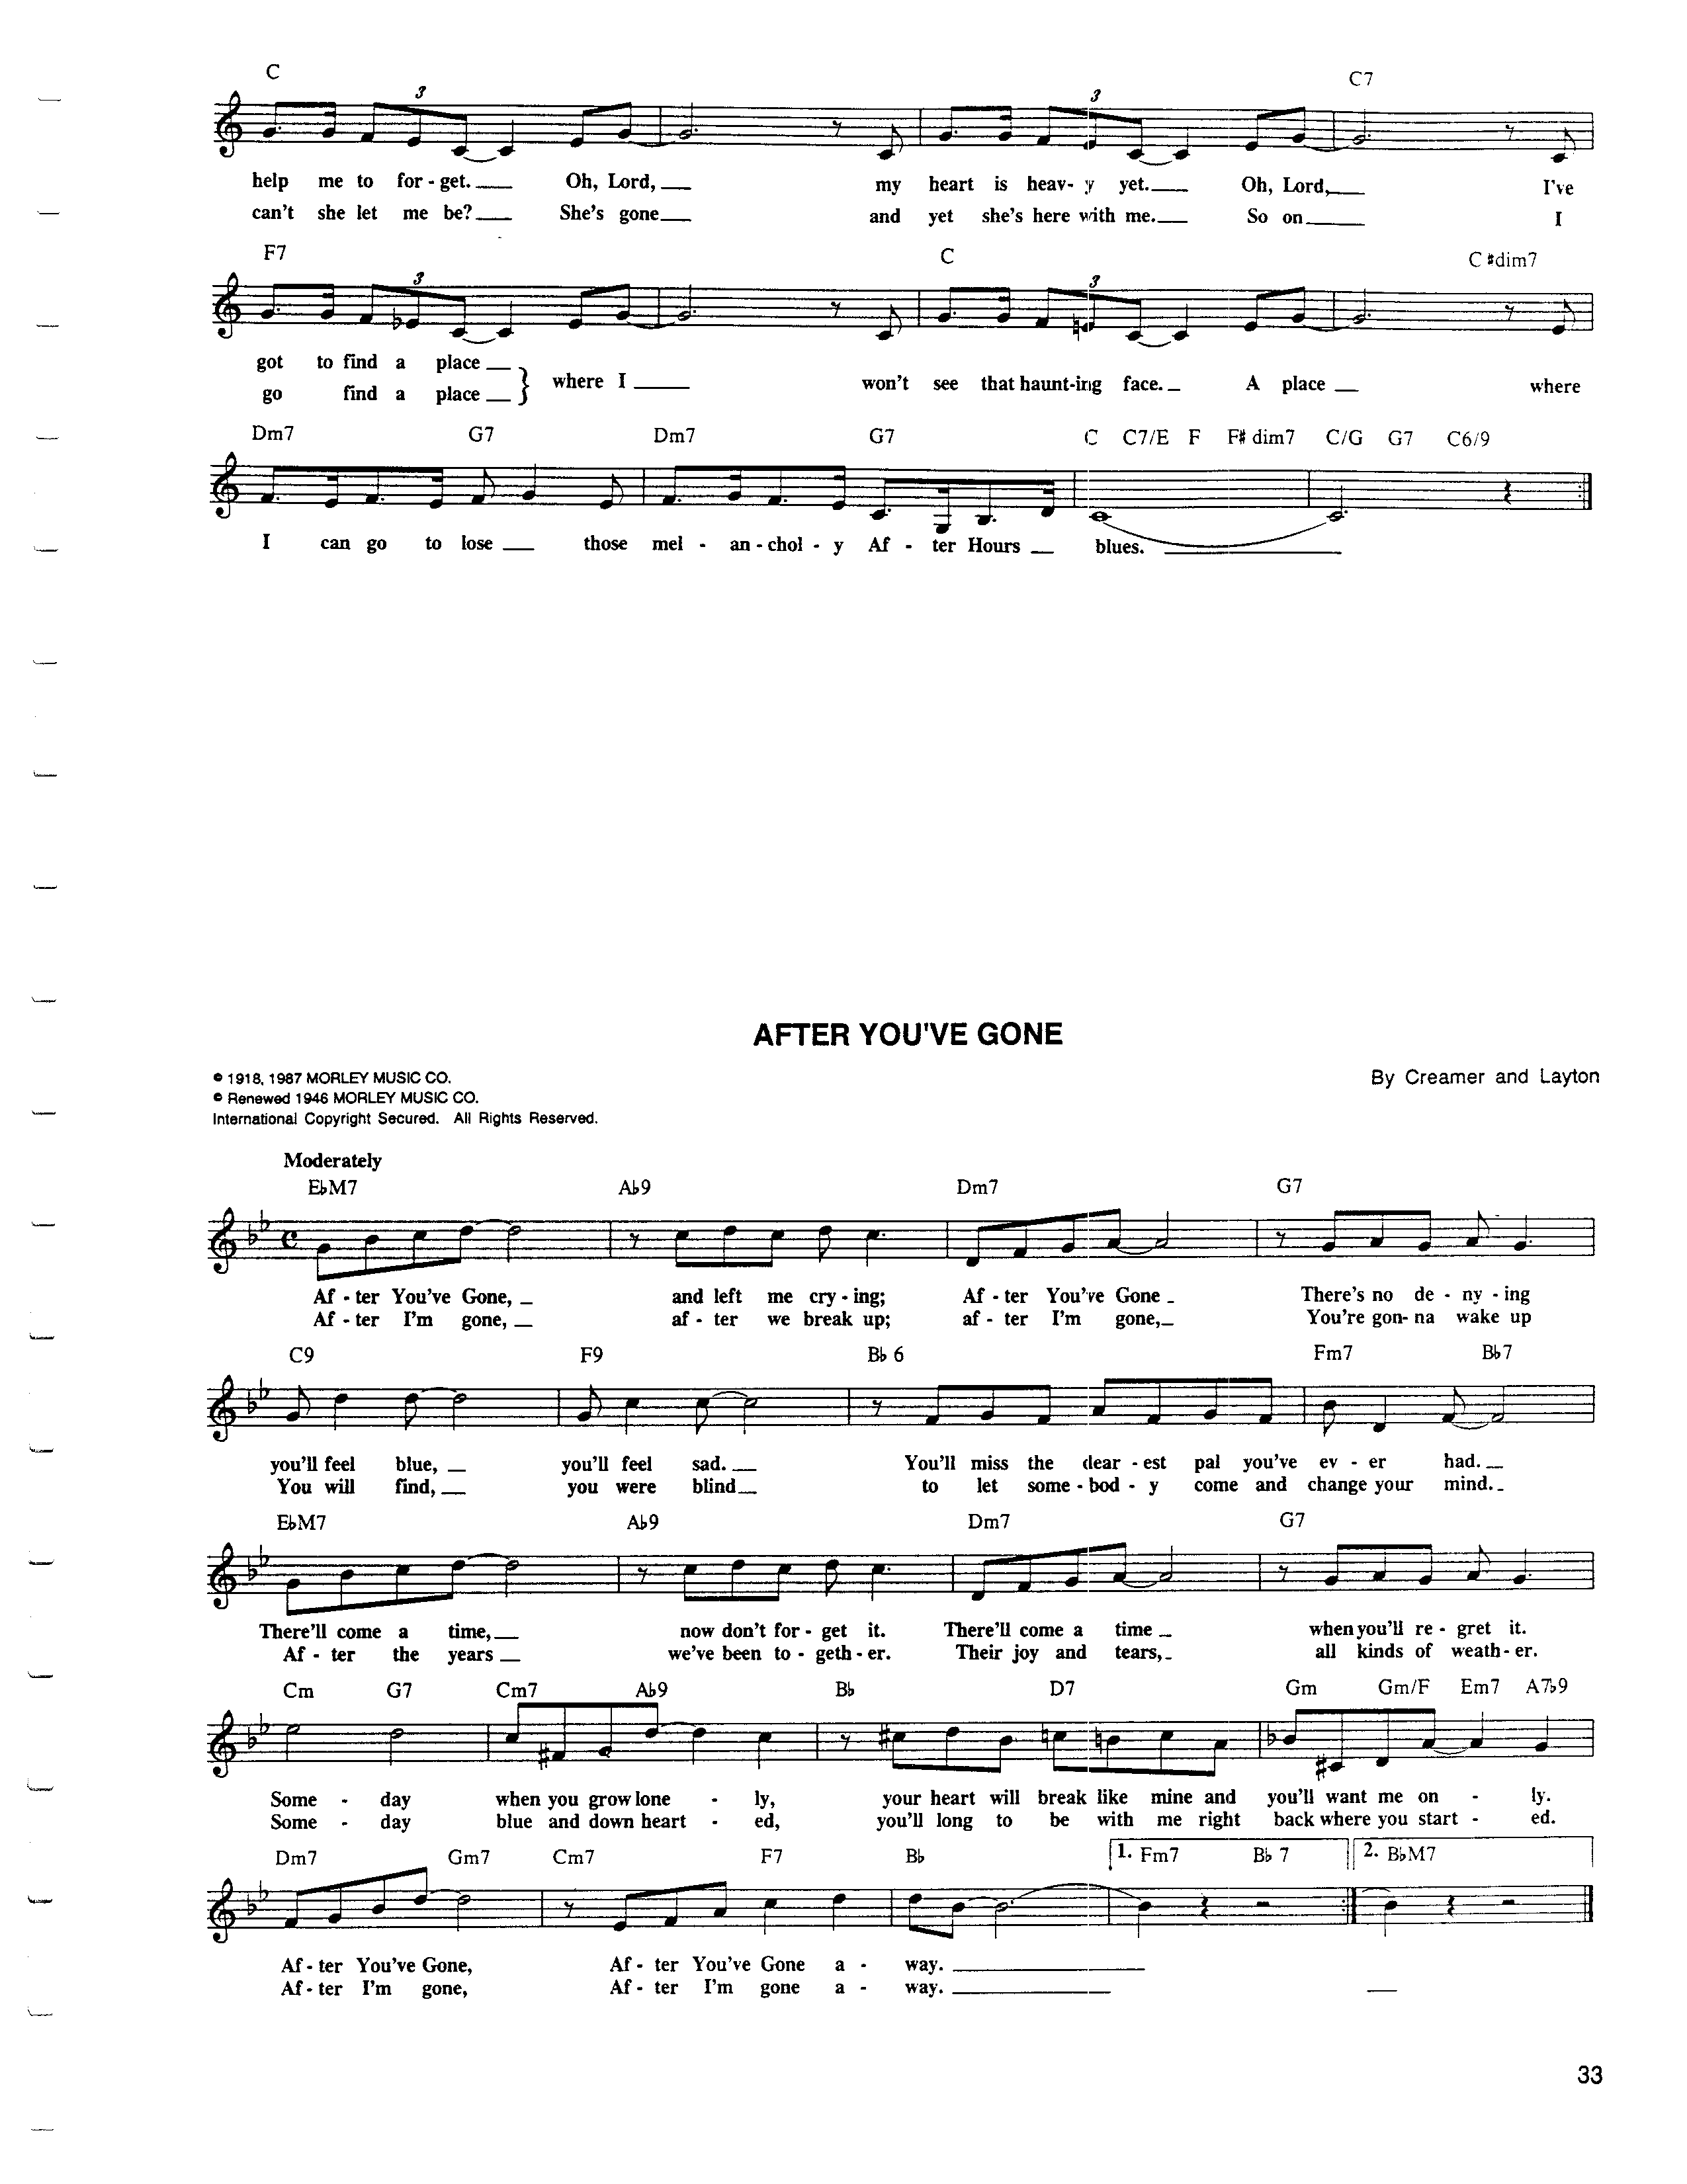 C C7
3 3
help me to for - get. Oh, Lord, my heart is heav- y yet. Oh, Lord, I've
can't she let me be? She's gone and yet she's here with me. So on I
F7 C C♯dim7
3 3
got to find a place
where I won't see that haunt-ing face. A place where
go find a place
Dm7 G7 Dm7 G7 C C7/E F F♯ dim7 C/G G7 C6/9
I can go to lose those mel - an - chol - y Af - ter Hours blues.
AFTER YOU'VE GONE
© 1918, 1987 MORLEY MUSIC CO.
By Creamer and Layton
© Renewed 1946 MORLEY MUSIC CO.
International Copyright Secured. All Rights Reserved.
Moderately
E♭M7 A♭9 Dm7 G7
Af - ter You've Gone, and left me cry - ing; Af - ter You've Gone There's no de - ny - ing
Af - ter I'm gone, af - ter we break up; af - ter I'm gone, You're gon- na wake up
C9 F9 B♭ 6 Fm7 B♭7
you'll feel blue, you'll feel sad. You'll miss the dear - est pal you've ev - er had.
You will find, you were blind to let some - bod - y come and change your mind.
E♭M7 A♭9 Dm7 G7
There'll come a time, now don't for - get it. There'll come a time when you'll re - gret it.
Af - ter the years we've been to - geth - er. Their joy and tears, all kinds of weath - er.
Cm G7 Cm7 A♭9 B♭ D7 Gm Gm/F Em7 A7♭9
Some - day when you grow lone - ly, your heart will break like mine and you'll want me on - ly.
Some - day blue and down heart - ed, you'll long to be with me right back where you start - ed.
Dm7 Gm7 Cm7 F7 B♭ 1. Fm7 B♭ 7 2. B♭M7
Af - ter You've Gone, Af - ter You've Gone a - way.
Af - ter I'm gone, Af - ter I'm gone a - way.
33